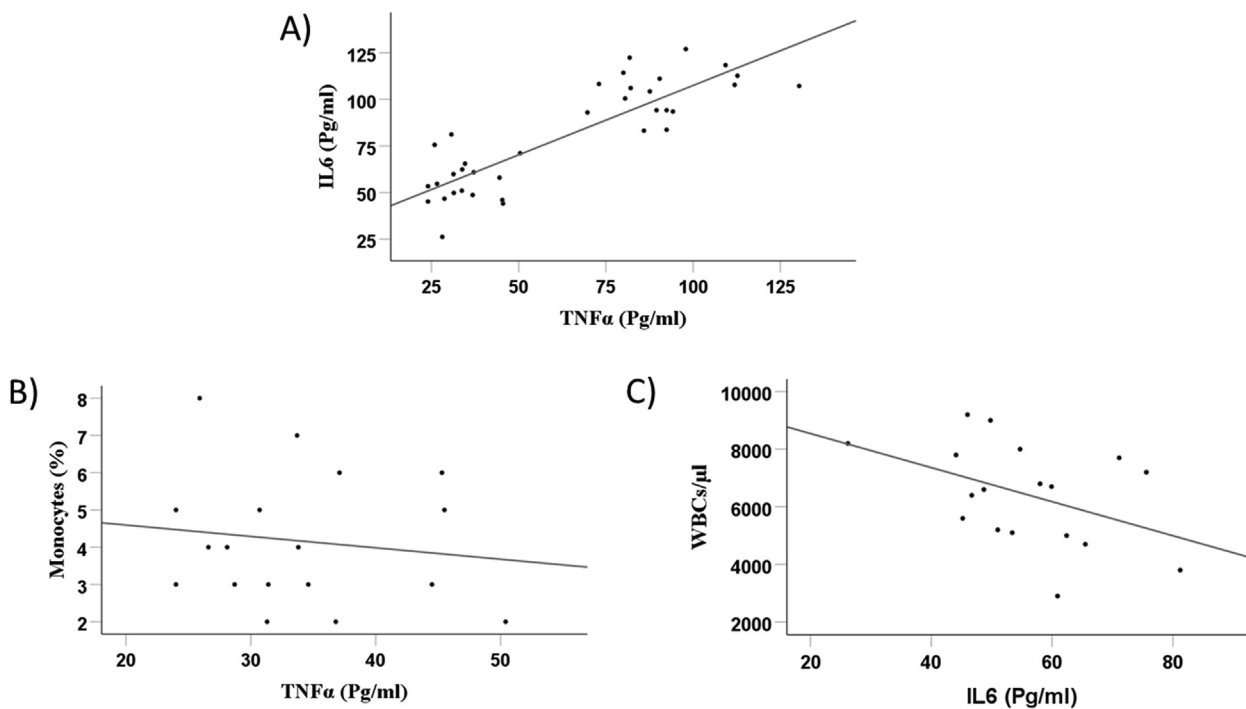 A)
IL6 (Pg/ml)
125
100
75
50
25
25 50 75 100 125
TNFα (Pg/ml)
B)
Monocytes (%)
8
7
6
5
4
3
2
20 30 40 50
TNFα (Pg/ml)
C)
WBCs/µl
10000
8000
6000
4000
2000
20 40 60 80
IL6 (Pg/ml)